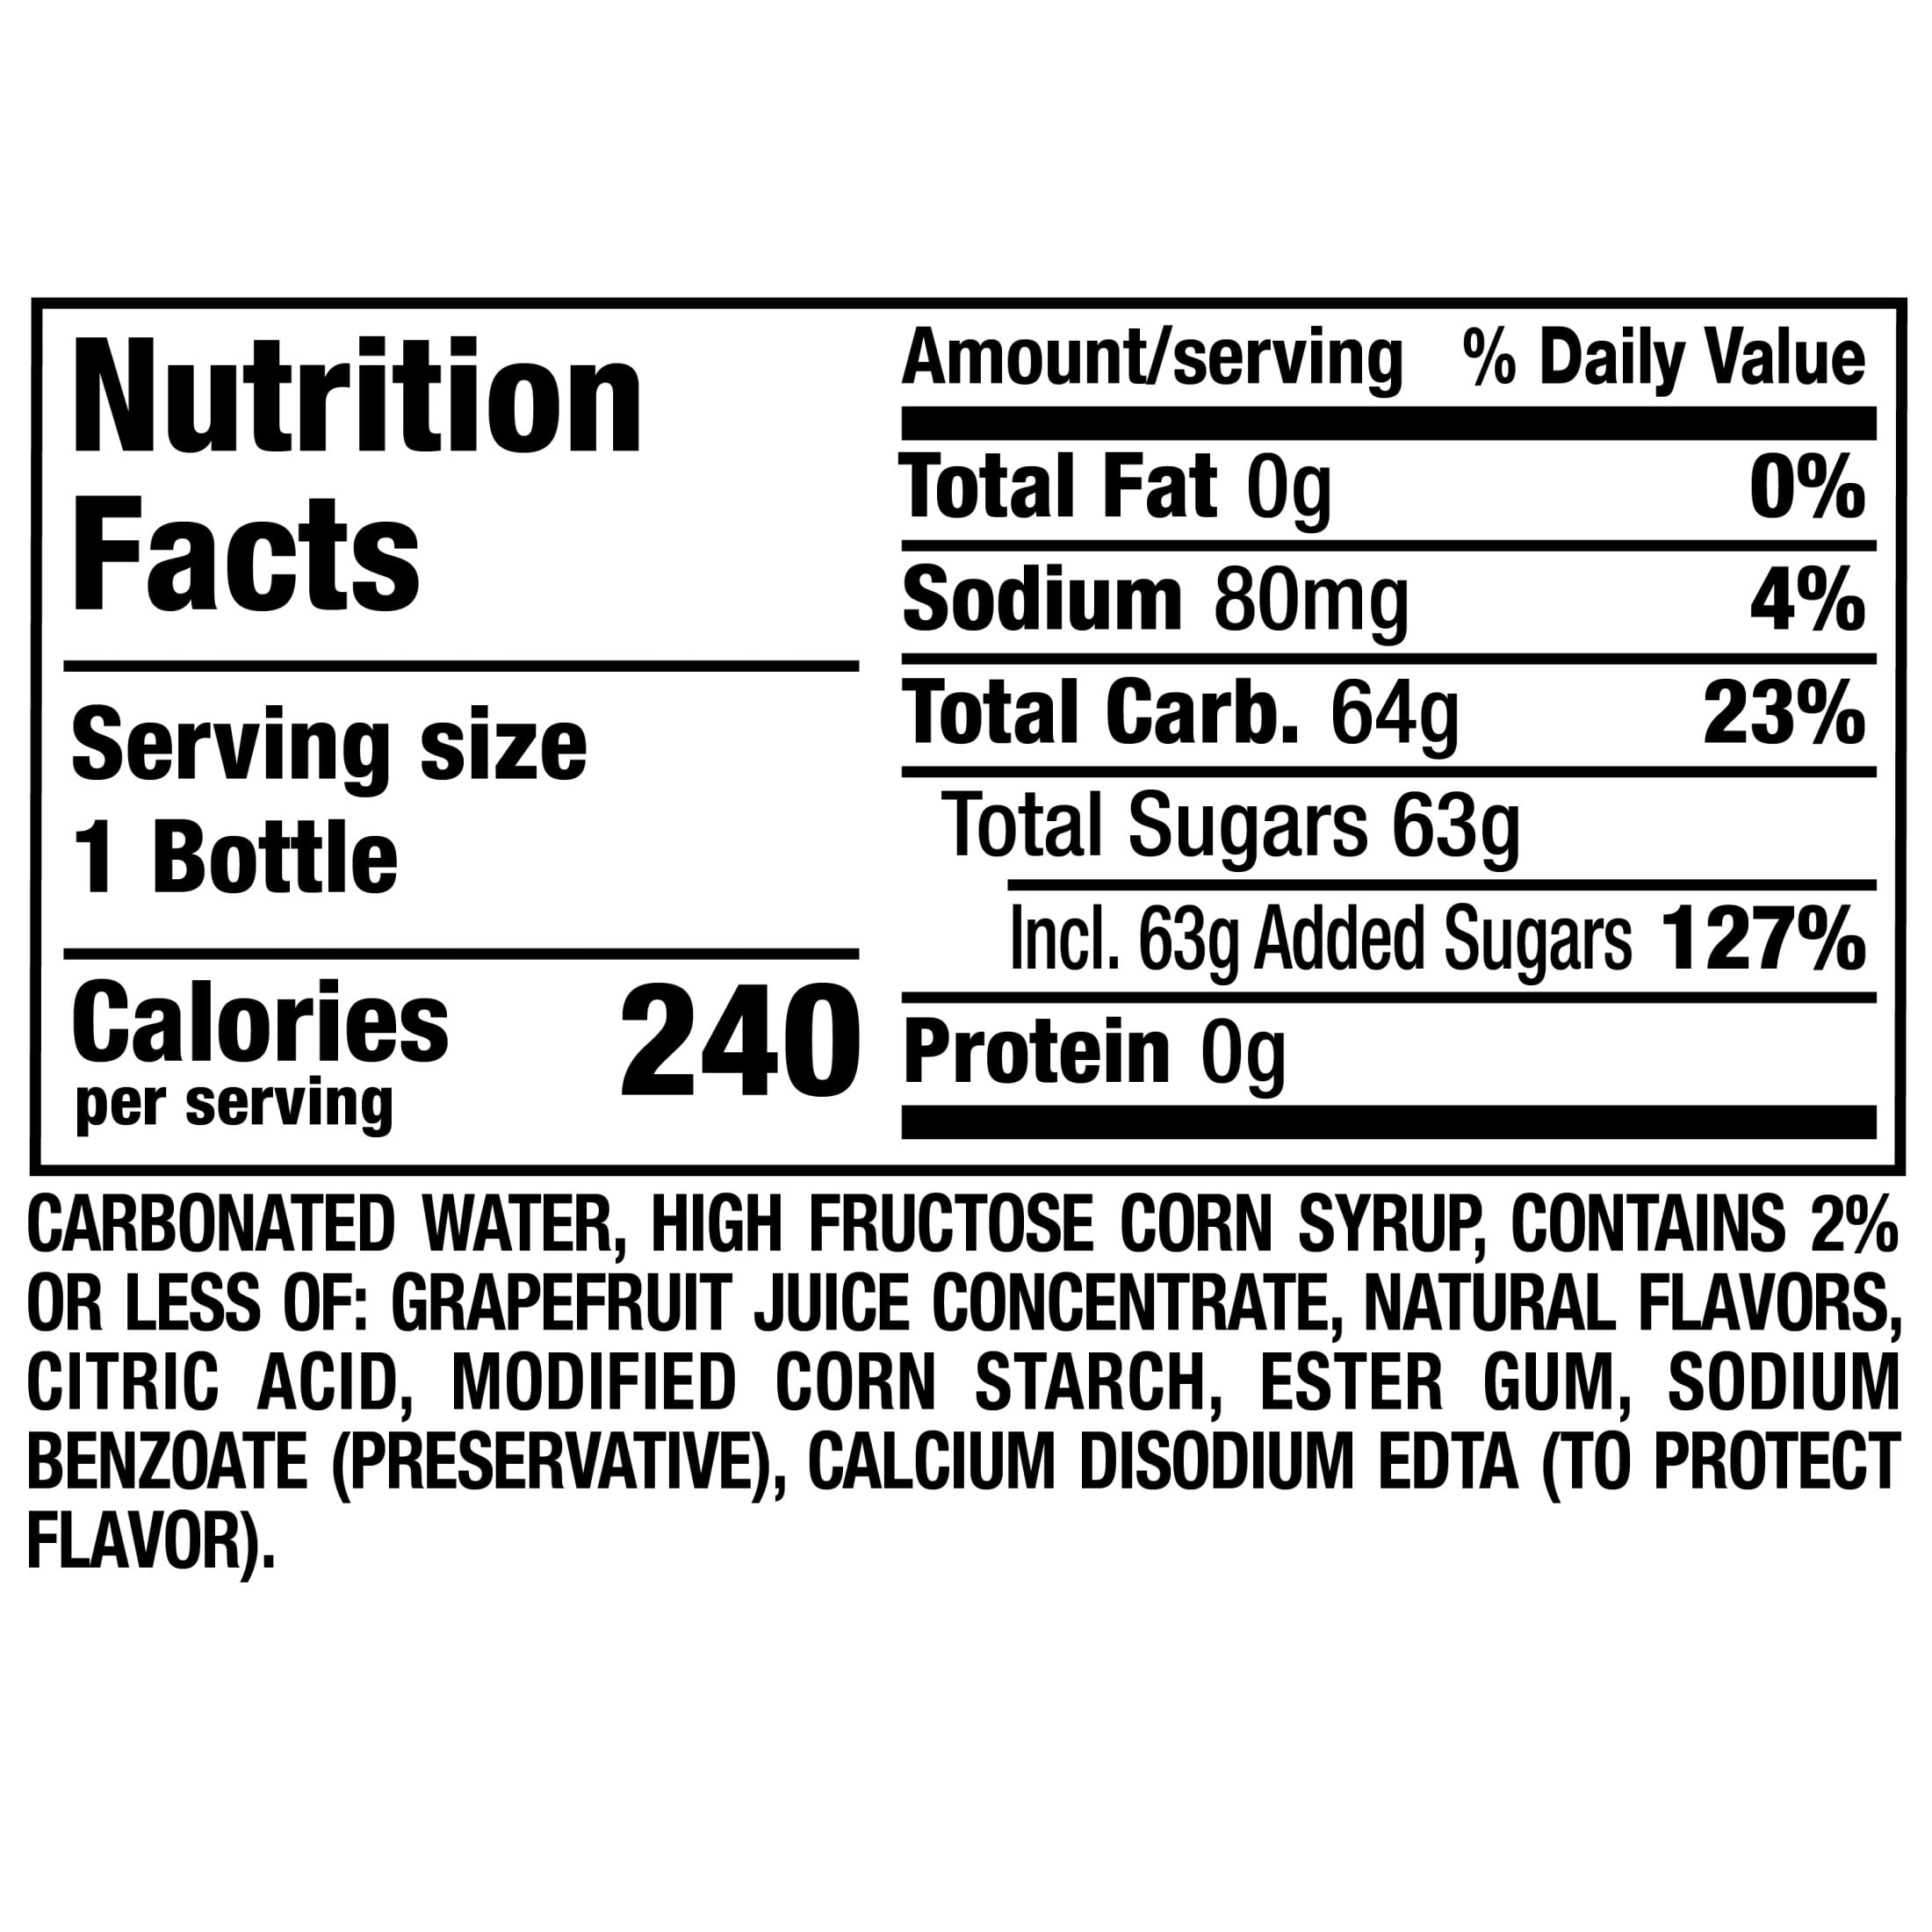 Nutrition
Facts
Serving size
1 Bottle
Calories 240
per serving
Amount/serving % Daily Value
Total Fat 0g 0%
Sodium 80mg 4%
Total Carb. 64g 23%
Total Sugars 63g
Incl. 63g Added Sugars 127%
Protein 0g
CARBONATED WATER, HIGH FRUCTOSE CORN SYRUP, CONTAINS 2%
OR LESS OF: GRAPEFRUIT JUICE CONCENTRATE, NATURAL FLAVORS,
CITRIC ACID, MODIFIED CORN STARCH, ESTER GUM, SODIUM
BENZOATE (PRESERVATIVE), CALCIUM DISODIUM EDTA (TO PROTECT
FLAVOR).